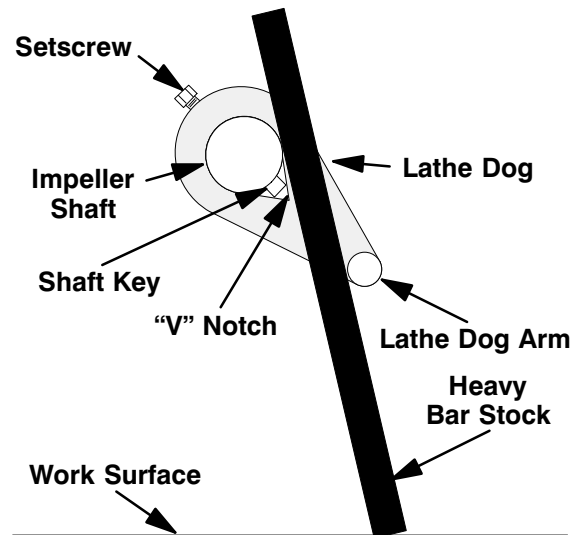 Setscrew
Impeller
Shaft
Lathe Dog
Shaft Key
“V” Notch
Lathe Dog Arm
Heavy
Bar Stock
Work Surface